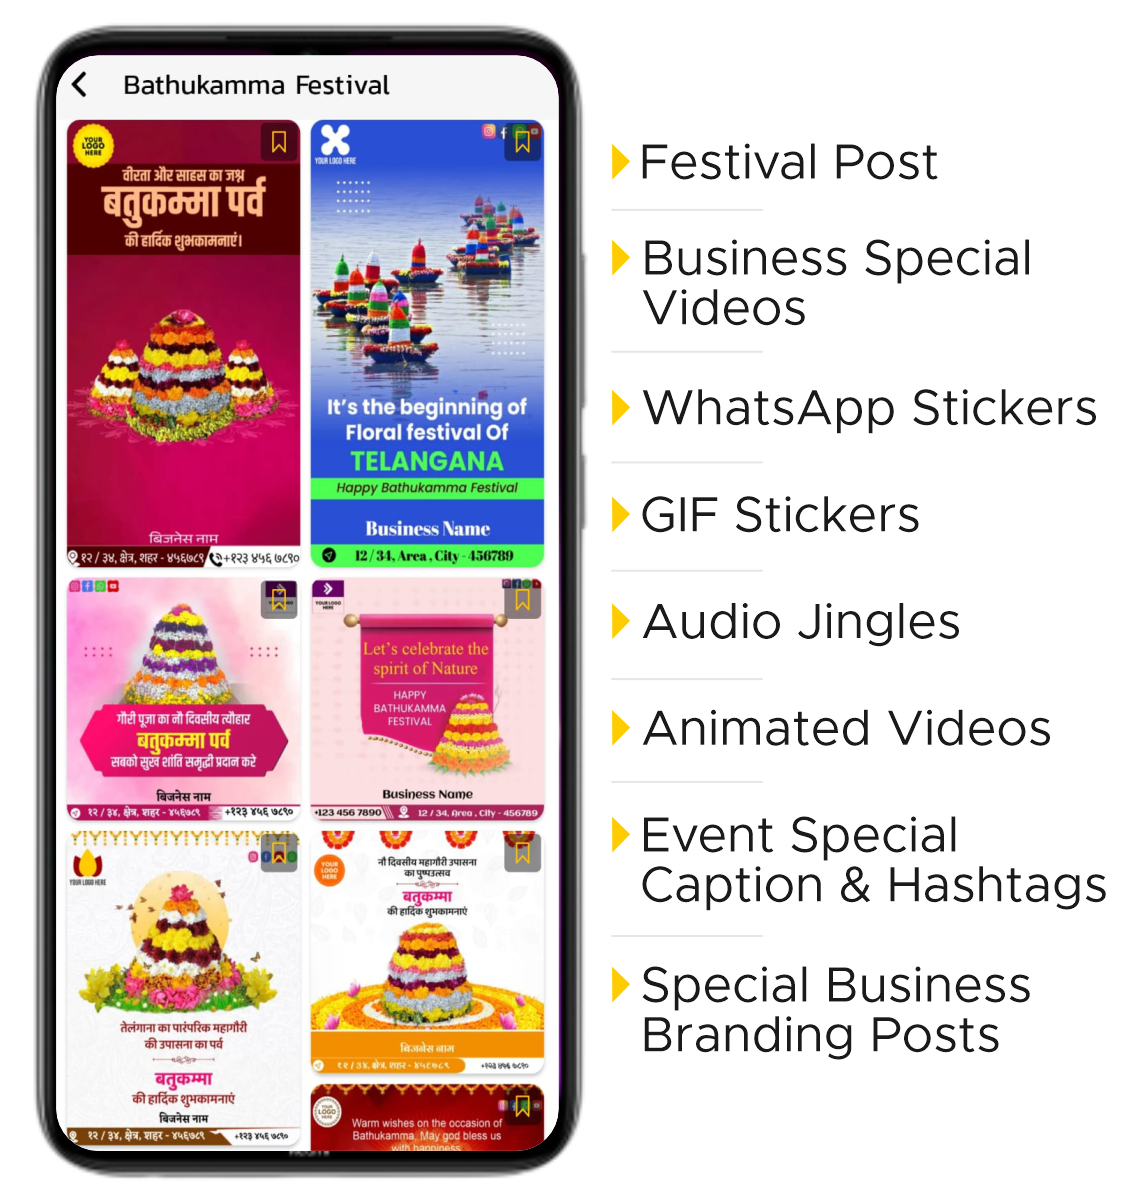 Bathukamma Festival
YOUR
LOGO
HERE
वीरता और साहस का जश्न
बतुकम्मा पर्व
की हार्दिक शुभकामनाएं।
बिजनेस नाम
१२ / ३४, क्षेत्र, शहर - ४५६७८९
+१२३ ४५६ ७८९०
YOUR LOGO HERE
It's the beginning of
Floral festival Of
TELANGANA
Happy Bathukamma Festival
Business Name
12 / 34, Area , City - 456789
गौरी पूजा का नौ दिवसीय त्यौहार
बतुकम्मा पर्व
सबको सुख शांति समृद्धी प्रदान करे
बिजनेस नाम
१२ / ३४, क्षेत्र, शहर - ४५६७८९
+१२३ ४५६ ७८९०
YOUR LOGO
HERE
Let's celebrate the
spirit of Nature
HAPPY
BATHUKAMMA
FESTIVAL
Business Name
+123 456 7890
12 / 34, Area , City - 456789
YOUR LOGO HERE
तेलंगाना का पारंपरिक महागौरी
की उपासना का पर्व
बतुकम्मा
की हार्दिक शुभकामनाएं
बिजनेस नाम
१२ / ३४, क्षेत्र, शहर - ४५६७८९
+१२३ ४५६ ७८९०
YOUR
LOGO
HERE
नौ दिवसीय महागौरी उपासना
का पुष्पउत्सव
बतुकम्मा
की हार्दिक शुभकामनाएं
बिजनेस नाम
१२ / ३४, क्षेत्र, शहर - ४५६७८९
+१२३ ४५६ ७८९०
YOUR
LOGO
HERE
Warm wishes on the occasion of
Bathukamma. May god bless us
with happiness
Festival Post
Business Special
Videos
WhatsApp Stickers
GIF Stickers
Audio Jingles
Animated Videos
Event Special
Caption & Hashtags
Special Business
Branding Posts